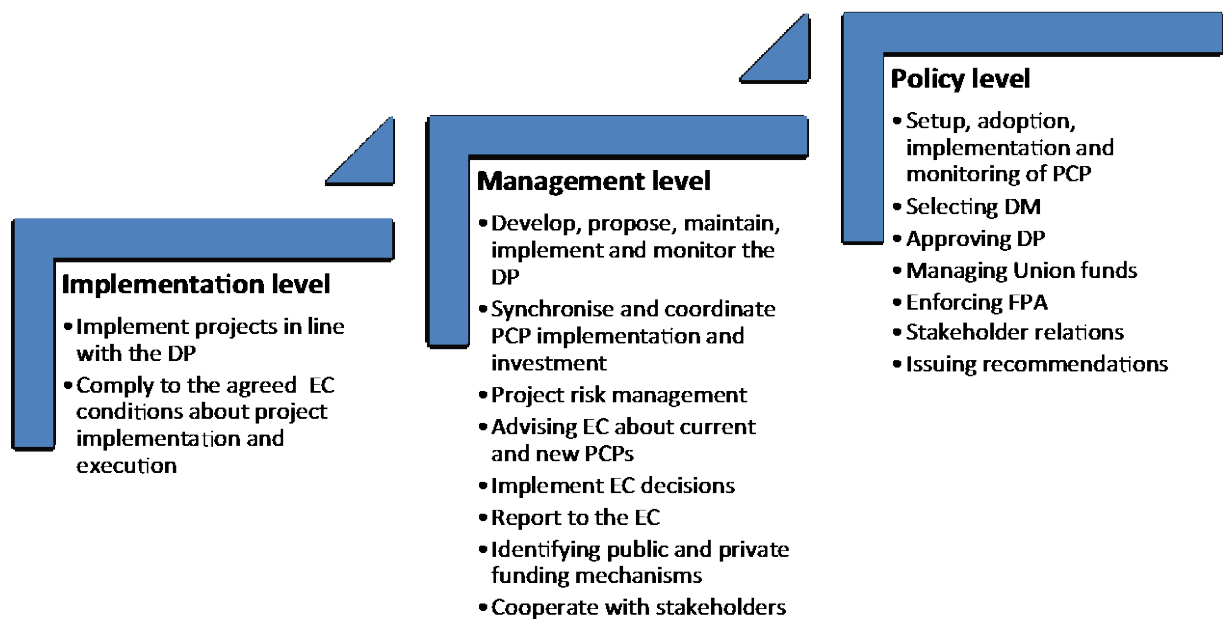 Implementation level
• Implement projects in line
with the DP
• Comply to the agreed EC
conditions about project
implementation and
execution
Management level
• Develop, propose, maintain,
implement and monitor the
DP
• Synchronise and coordinate
PCP implementation and
investment
• Project risk management
• Advising EC about current
and new PCPs
• Implement EC decisions
• Report to the EC
• Identifying public and private
funding mechanisms
• Cooperate with stakeholders
Policy level
• Setup, adoption,
implementation and
monitoring of PCP
• Selecting DM
• Approving DP
• Managing Union funds
• Enforcing FPA
• Stakeholder relations
• Issuing recommendations